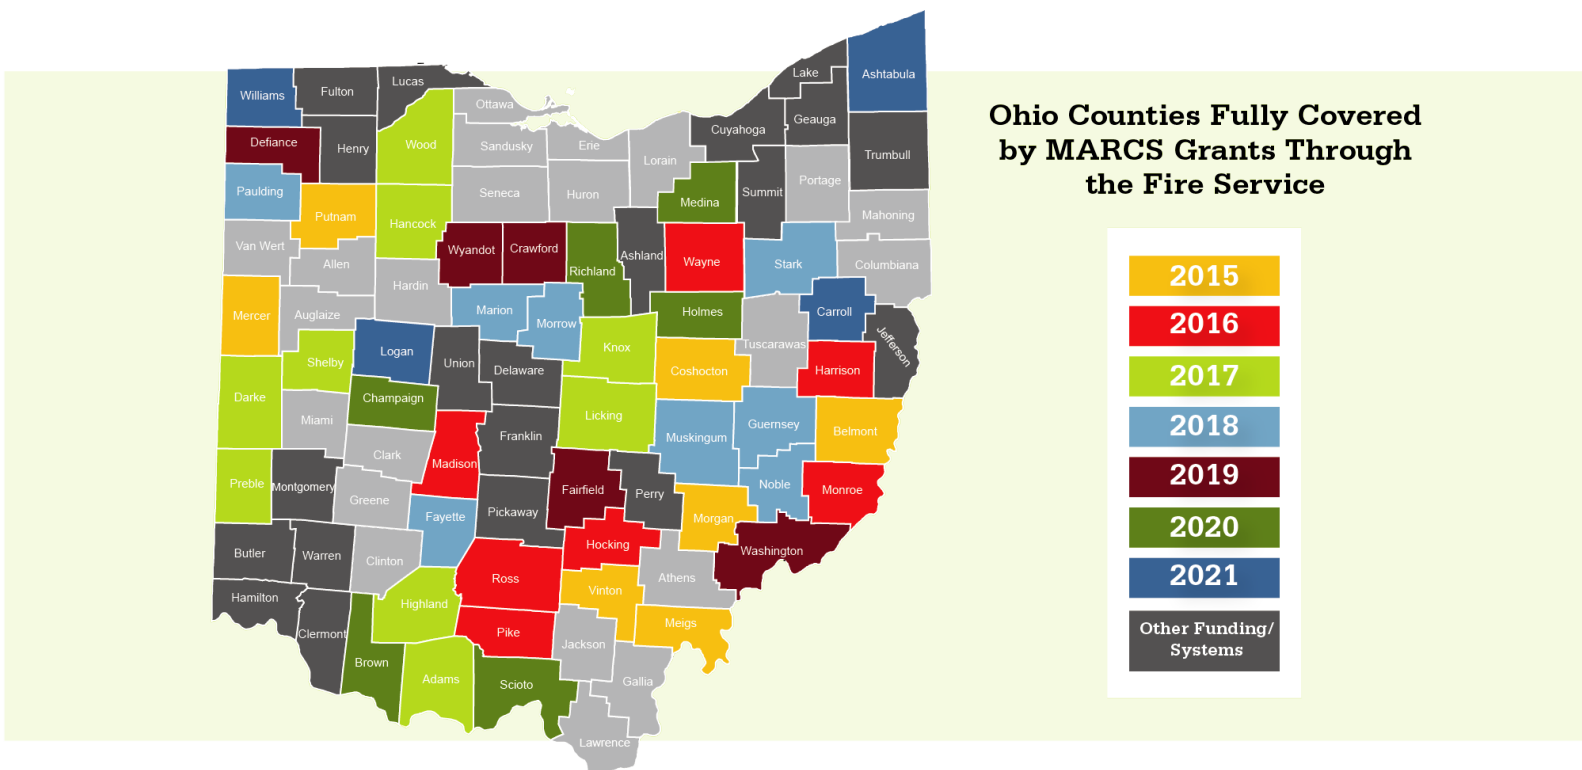 Ohio Counties Fully Covered
by MARCS Grants Through
the Fire Service
2015
2016
2017
2018
2019
2020
2021
Other Funding/
Systems
Williams
Fulton
Lucas
Ottawa
Lake
Ashtabula
Geauga
Cuyahoga
Defiance
Henry
Wood
Sandusky
Erie
Lorain
Trumbull
Paulding
Putnam
Hancock
Seneca
Huron
Medina
Summit
Portage
Mahoning
Van Wert
Allen
Wyandot
Crawford
Richland
Ashland
Wayne
Stark
Columbiana
Mercer
Auglaize
Hardin
Marion
Morrow
Holmes
Tuscarawas
Carroll
Jefferson
Shelby
Logan
Union
Delaware
Knox
Coshocton
Harrison
Darke
Miami
Champaign
Franklin
Licking
Muskingum
Guernsey
Belmont
Clark
Madison
Preble
Montgomery
Greene
Fayette
Pickaway
Fairfield
Perry
Morgan
Noble
Monroe
Butler
Warren
Clinton
Ross
Hocking
Athens
Washington
Hamilton
Clermont
Highland
Pike
Vinton
Meigs
Brown
Adams
Scioto
Jackson
Gallia
Lawrence